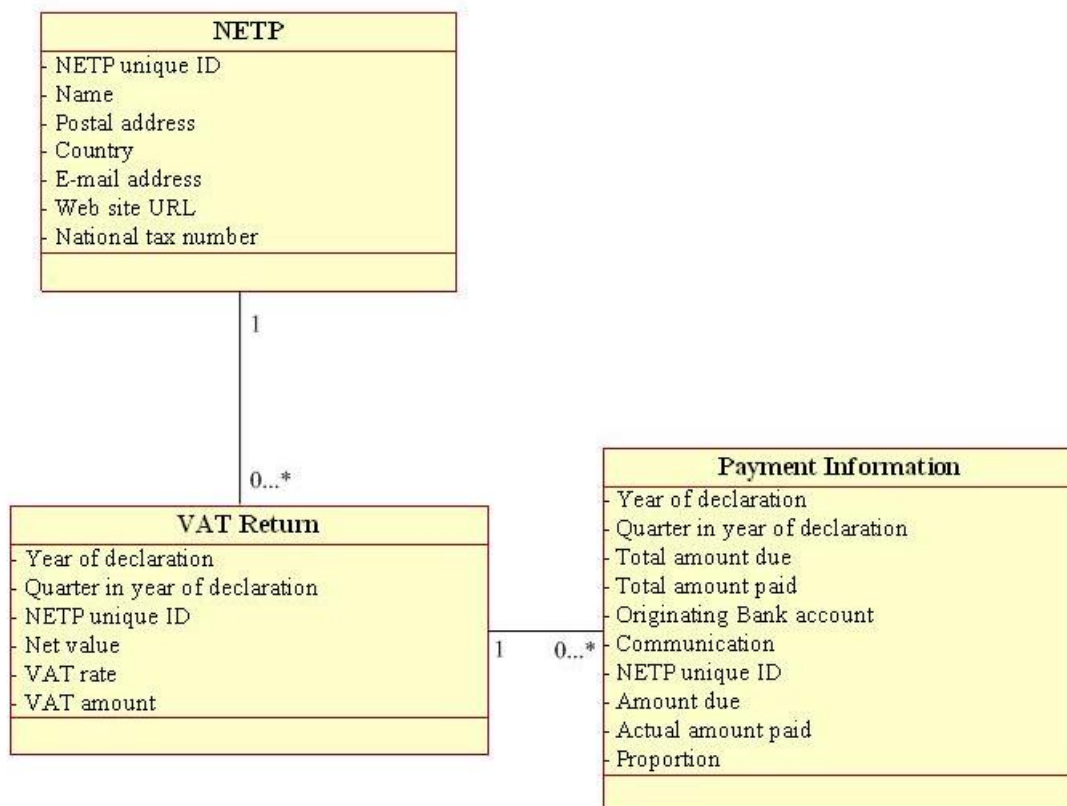 NETP
- NETP unique ID
- Name
- Postal address
- Country
- E-mail address
- Web site URL
- National tax number
1
0...*
VAT Return
- Year of declaration
- Quarter in year of declaration
- NETP unique ID
- Net value
- VAT rate
- VAT amount
1
0...*
Payment Information
- Year of declaration
- Quarter in year of declaration
- Total amount due
- Total amount paid
- Originating Bank account
- Communication
- NETP unique ID
- Amount due
- Actual amount paid
- Proportion